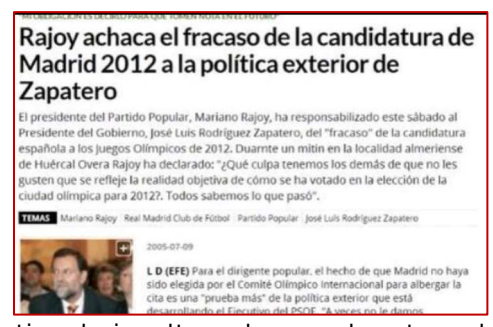 "MI OBLIGACIÓN ES DECIRLO PARA QUE TOMEN NOTA EN EL FUTURO"
Rajoy achaca el fracaso de la candidatura de
Madrid 2012 a la política exterior de
Zapatero
El presidente del Partido Popular, Mariano Rajoy, ha responsabilizado este sábado al
Presidente del Gobierno, José Luis Rodríguez Zapatero, del "fracaso" de la candidatura
española a los Juegos Olímpicos de 2012. Duarnte un mitin en la localidad almeriense
de Huércal Overa Rajoy ha declarado: "¿Qué culpa tenemos los demás de que no les
gusten que se refleje la realidad objetiva de cómo se ha votado en la elección de la
ciudad olímpica para 2012?. Todos sabemos lo que pasó".
TEMAS Mariano Rajoy Real Madrid Club de Fútbol Partido Popular José Luis Rodríguez Zapatero
2005-07-09
L D (EFE) Para el dirigente popular, el hecho de que Madrid no haya
sido elegida por el Comité Olímpico Internacional para albergar la
cita es una "prueba más" de la política exterior que está
desarrollando el Ejecutivo del PSOE. "A veces no le damos